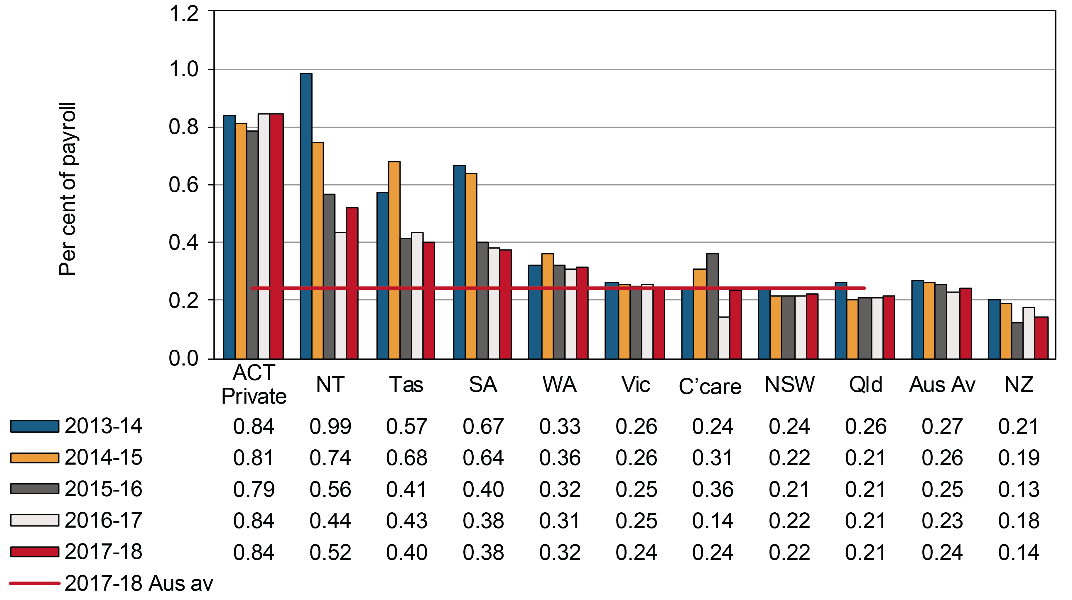 1.2
1.0
0.8
0.6
0.4
0.2
0.0
Per cent of payroll
ACT Private NT Tas SA WA Vic C'care NSW Qld Aus Av NZ
2013-14 0.84 0.99 0.57 0.67 0.33 0.26 0.24 0.24 0.26 0.27 0.21
2014-15 0.81 0.74 0.68 0.64 0.36 0.26 0.31 0.22 0.21 0.26 0.19
2015-16 0.79 0.56 0.41 0.40 0.32 0.25 0.36 0.21 0.21 0.25 0.13
2016-17 0.84 0.44 0.43 0.38 0.31 0.25 0.14 0.22 0.21 0.23 0.18
2017-18 0.84 0.52 0.40 0.38 0.32 0.24 0.24 0.22 0.21 0.24 0.14
2017-18 Aus av